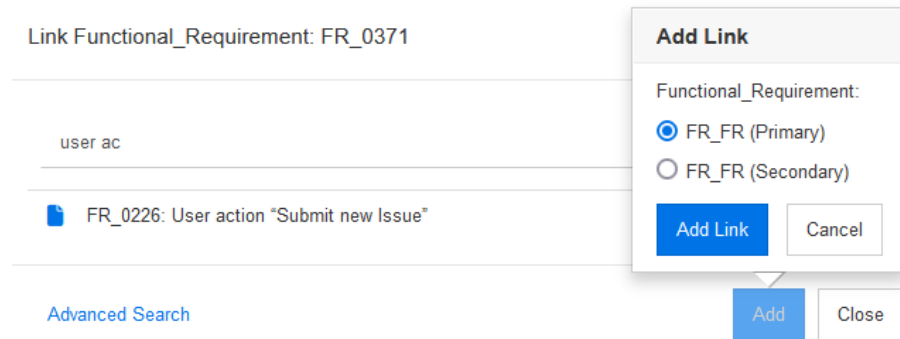 Link Functional_Requirement: FR_0371
user ac
FR_0226: User action “Submit new Issue”
Advanced Search
Add Link
Functional_Requirement:
FR_FR (Primary)
FR_FR (Secondary)
Add Link
Cancel
Add
Close